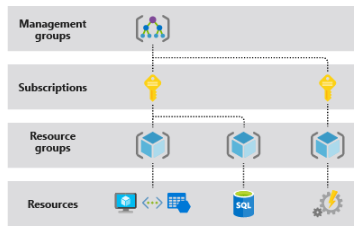 Management
groups
Subscriptions
Resource
groups
Resources
SQL